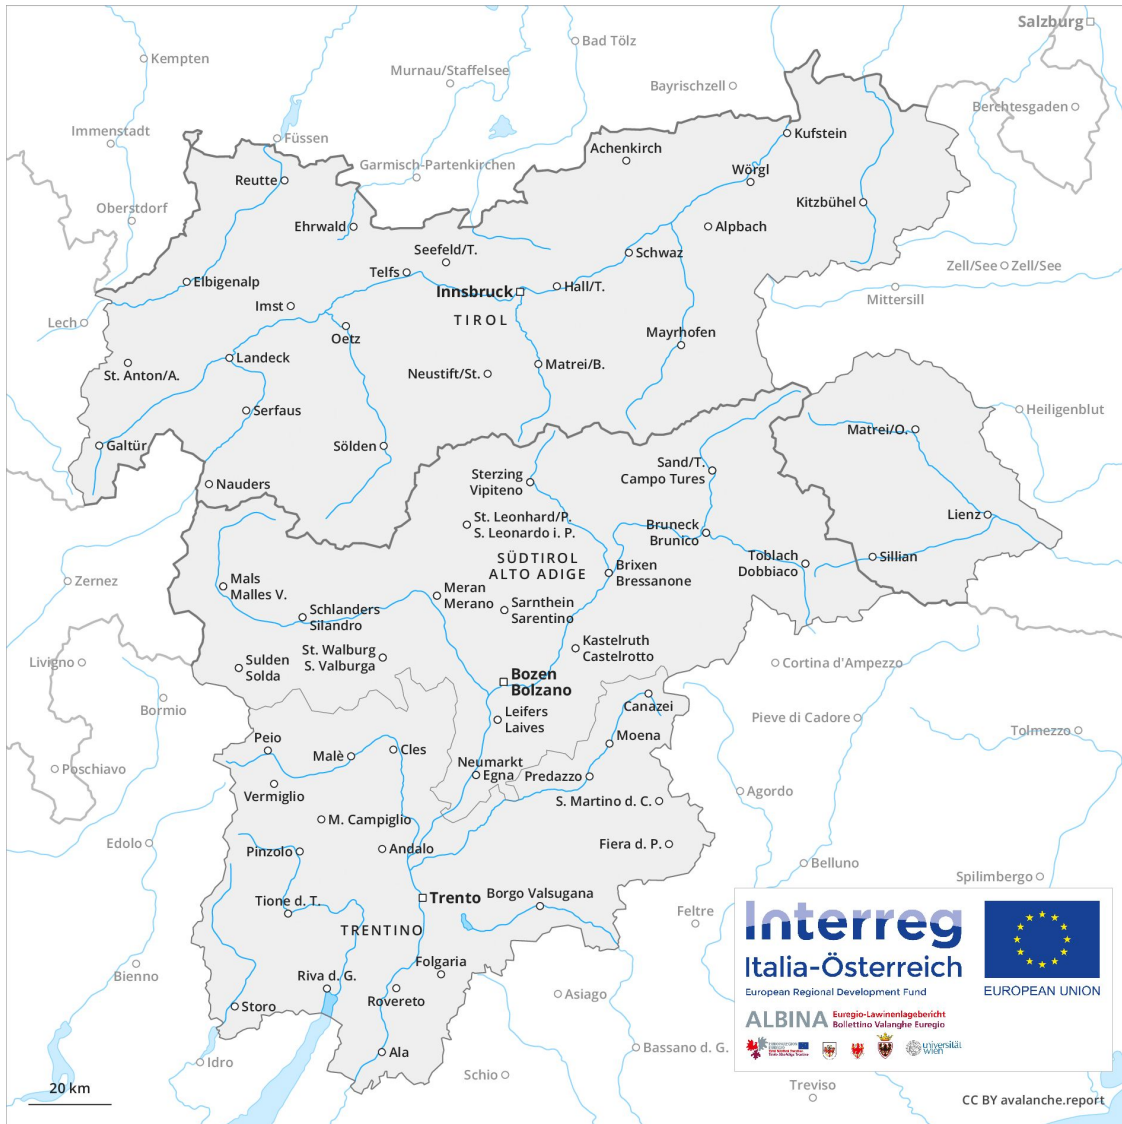 Salzburg
Bad Tölz
Kempten
Murnau/Staffelsee
Bayrischzell
Berchtesgaden
Immenstadt
Füssen
Kufstein
Achenkirch
Garmisch-Partenkirchen
Wörgl
Reutte
Kitzbühel
Oberstdorf
Ehrwald
Alpbach
Seefeld/T.
Schwaz
Telfs
Zell/See
Zell/See
Elbigenalp
Innsbruck
Hall/T.
Mittersill
Imst
TIROL
Lech
Oetz
Mayrhofen
Landeck
Matrei/B.
St. Anton/A.
Neustift/St.
Serfaus
Heiligenblut
Matrei/O.
Galtür
Sölden
Sand/T.
Campo Tures
Sterzing
Vipiteno
Nauders
St. Leonhard/P.
S. Leonardo i. P.
Bruneck
Brunico
Lienz
SÜDTIROL
ALTO ADIGE
Toblach
Dobbiaco
Sillian
Brixen
Bressanone
Zernez
Mals
Malles V.
Meran
Merano
Sarnthein
Sarentino
Schlanders
Silandro
Kastelruth
Castelrotto
St. Walburg
S. Valburga
Livigno
Sulden
Solda
Cortina d'Ampezzo
Bozen
Bolzano
Bormio
Canazei
Leifers
Laives
Pieve di Cadore
Tolmezzo
Peio
Moena
Malè
Cles
Poschiavo
Neumarkt
Egna
Predazzo
Vermiglio
Agordo
S. Martino d. C.
M. Campiglio
Edolo
Pinzolo
Andalo
Fiera d. P.
Belluno
Spilimbergo
Tione d. T.
Trento
Borgo Valsugana
Feltre
TRENTINO
Interreg
Italia-Österreich
European Regional Development Fund
EUROPEAN UNION
Folgaria
Bienno
Riva d. G.
Rovereto
Storo
Asiago
ALBINA
Euregio-Lawinenlagebericht
Bollettino Valanghe Euregio
universität
wien
Ala
Idro
Bassano d. G.
Schio
Treviso
20 km
CC BY avalanche.report